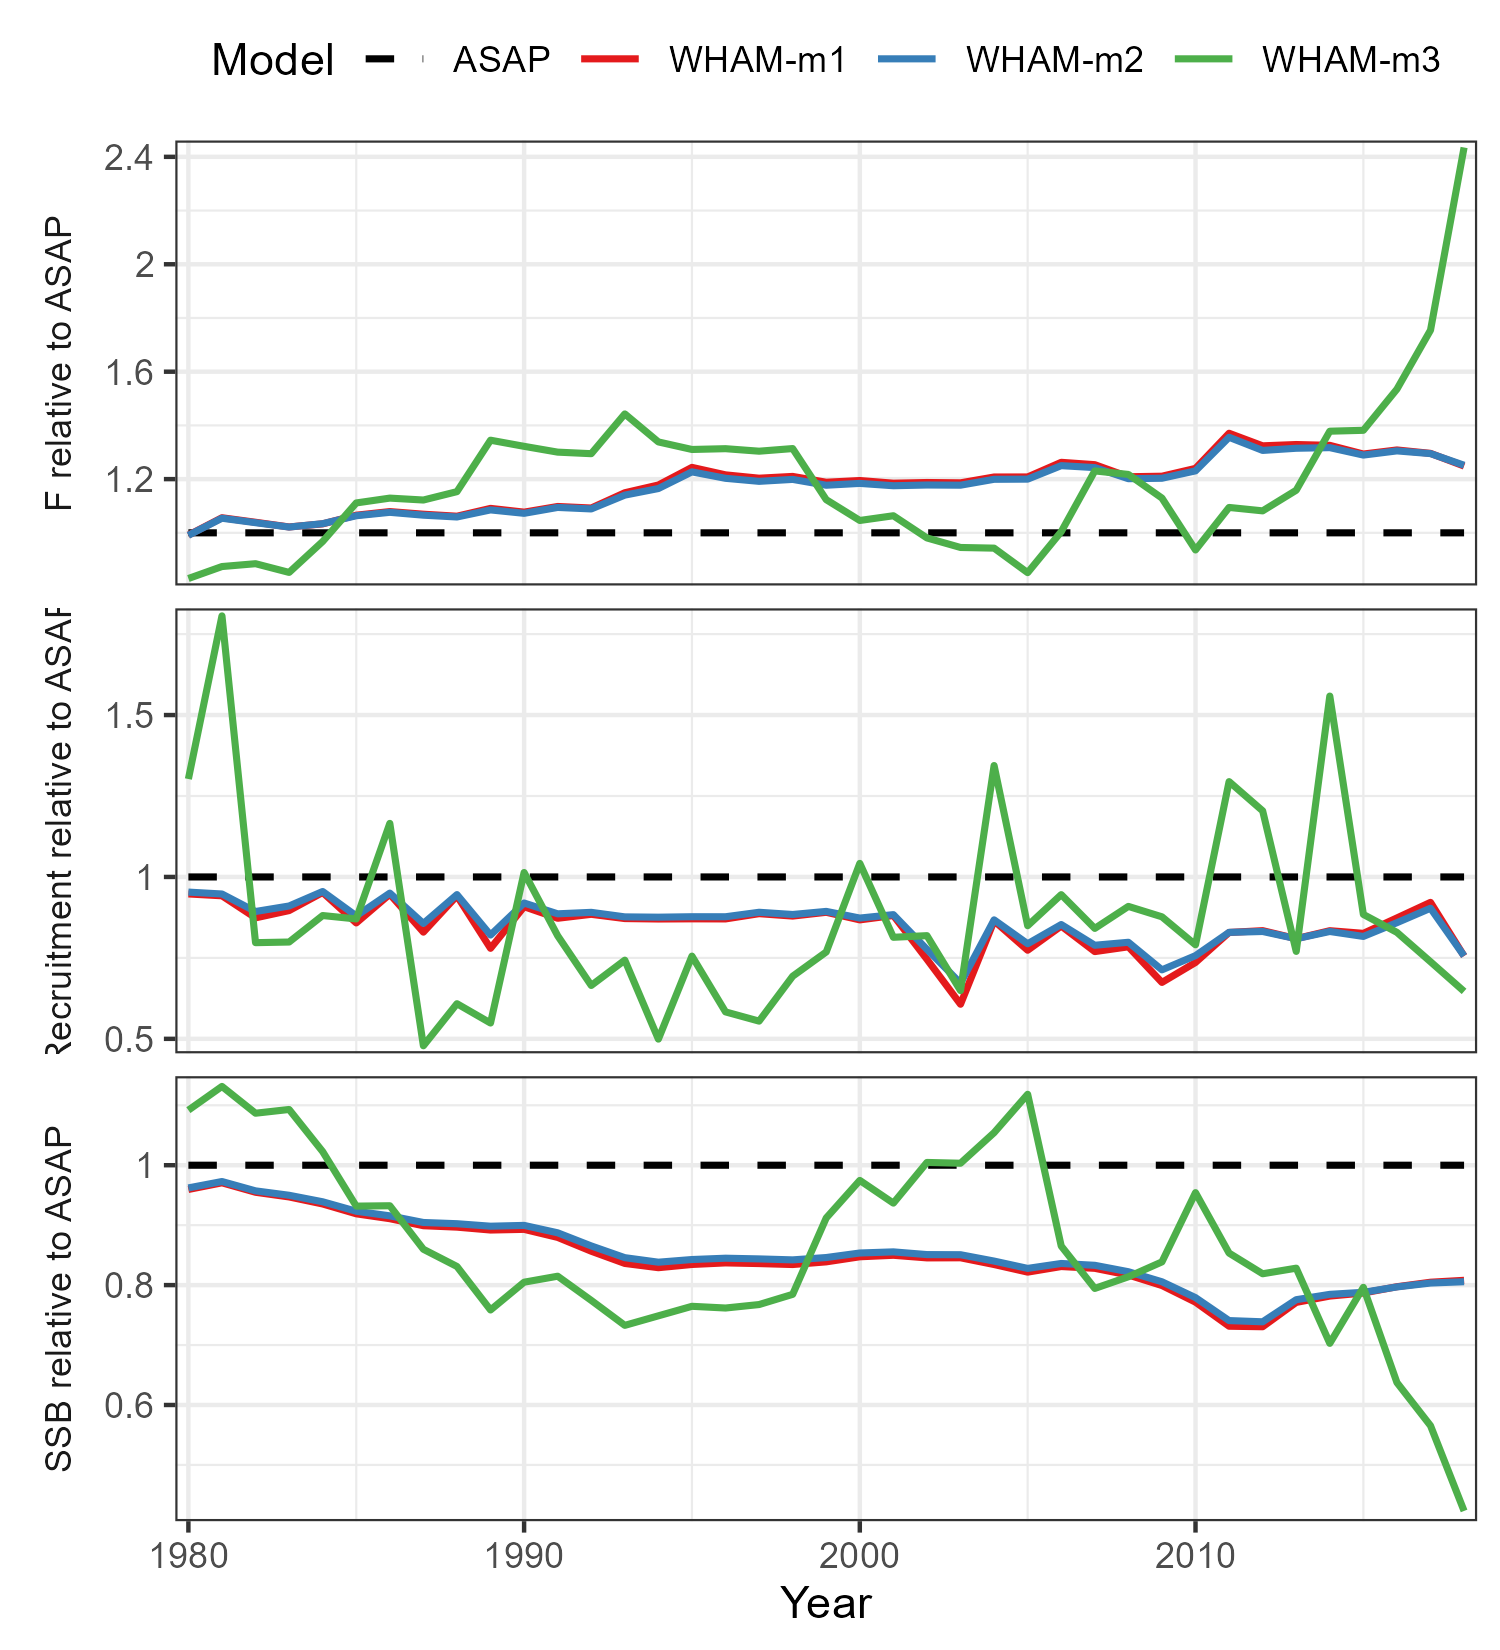 Model ASAP WHAM-m1 WHAM-m2 WHAM-m3
F relative to ASAP
2.4
2
1.6
1.2
Recruitment relative to ASAP
1.5
1
0.5
SSB relative to ASAP
1
0.8
0.6
1980 1990 2000 2010
Year